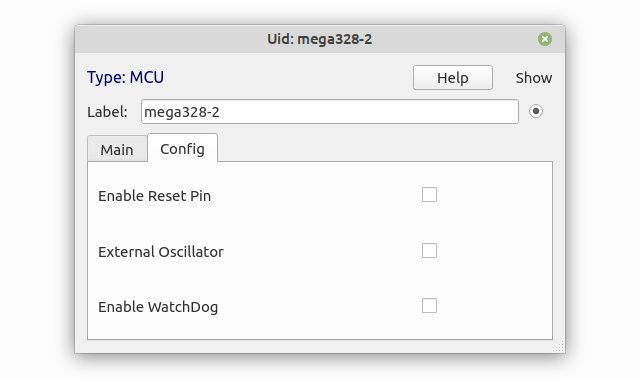 Uid: mega328-2
Type: MCU Help Show
Label: mega328-2
Main Config
Enable Reset Pin
External Oscillator
Enable WatchDog